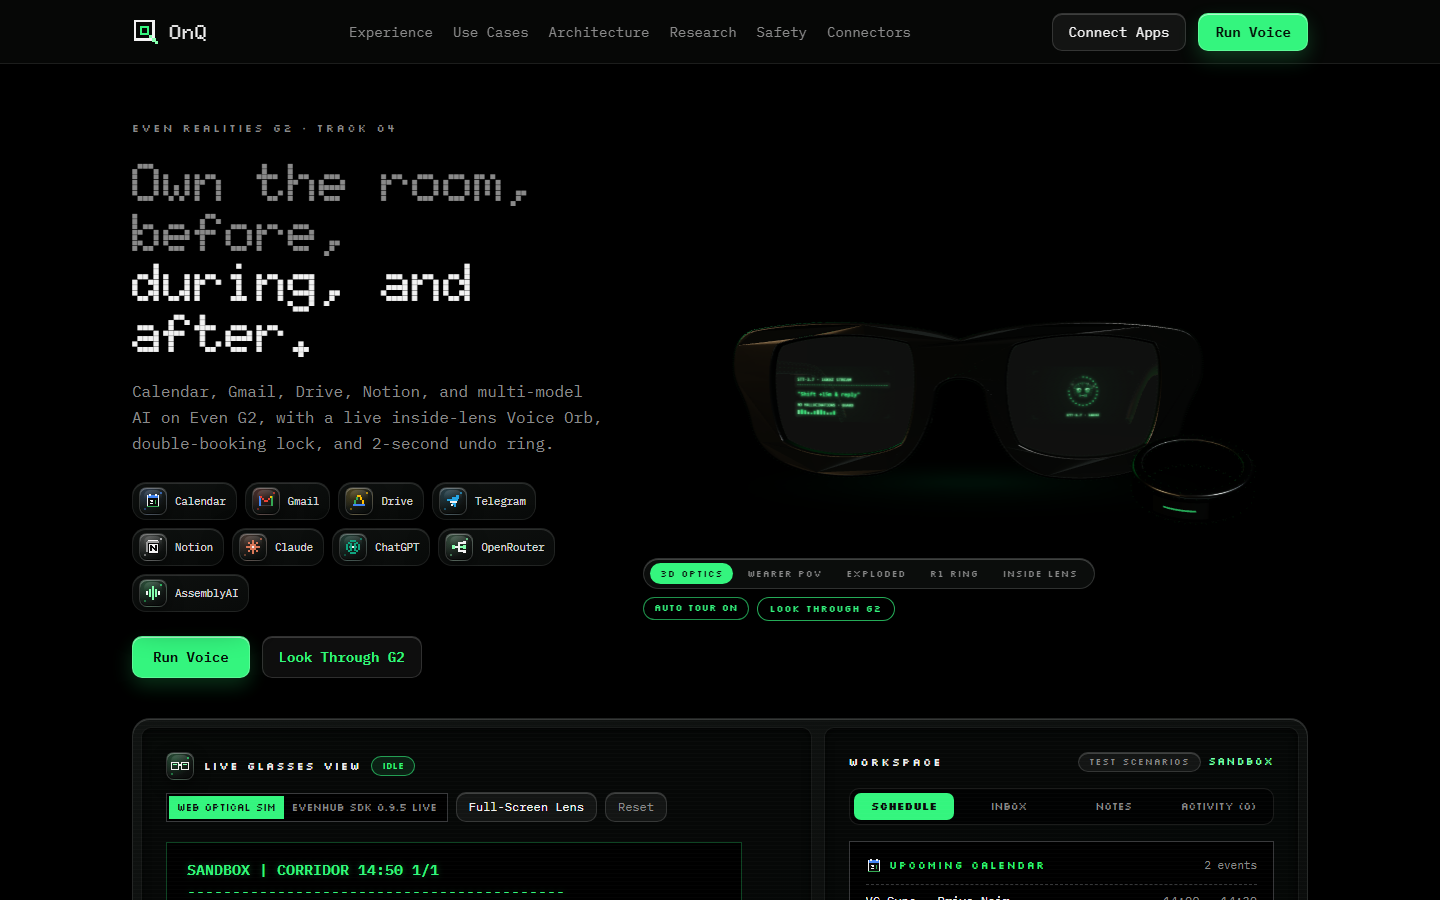 OnQ
Experience Use Cases Architecture Research Safety Connectors
Connect Apps
Run Voice
EVEN REALITIES G2 · TRACK 04
Own the room,
before,
during, and
after.
Calendar, Gmail, Drive, Notion, and multi-model
AI on Even G2, with a live inside-lens Voice Orb,
double-booking lock, and 2-second undo ring.
Calendar Gmail Drive Telegram
Notion Claude ChatGPT OpenRouter
AssemblyAI
Run Voice
Look Through G2
"Shift +15m & reply"
3D OPTICS WEARER POV EXPLODED R1 RING INSIDE LENS
AUTO TOUR ON LOOK THROUGH G2
LIVE GLASSES VIEW IDLE
WEB OPTICAL SIM EVENHUB SDK 0.9.5 LIVE Full-Screen Lens Reset
SANDBOX | CORRIDOR 14:50 1/1
WORKSPACE TEST SCENARIOS SANDBOX
SCHEDULE INBOX NOTES ACTIVITY (0)
UPCOMING CALENDAR 2 events